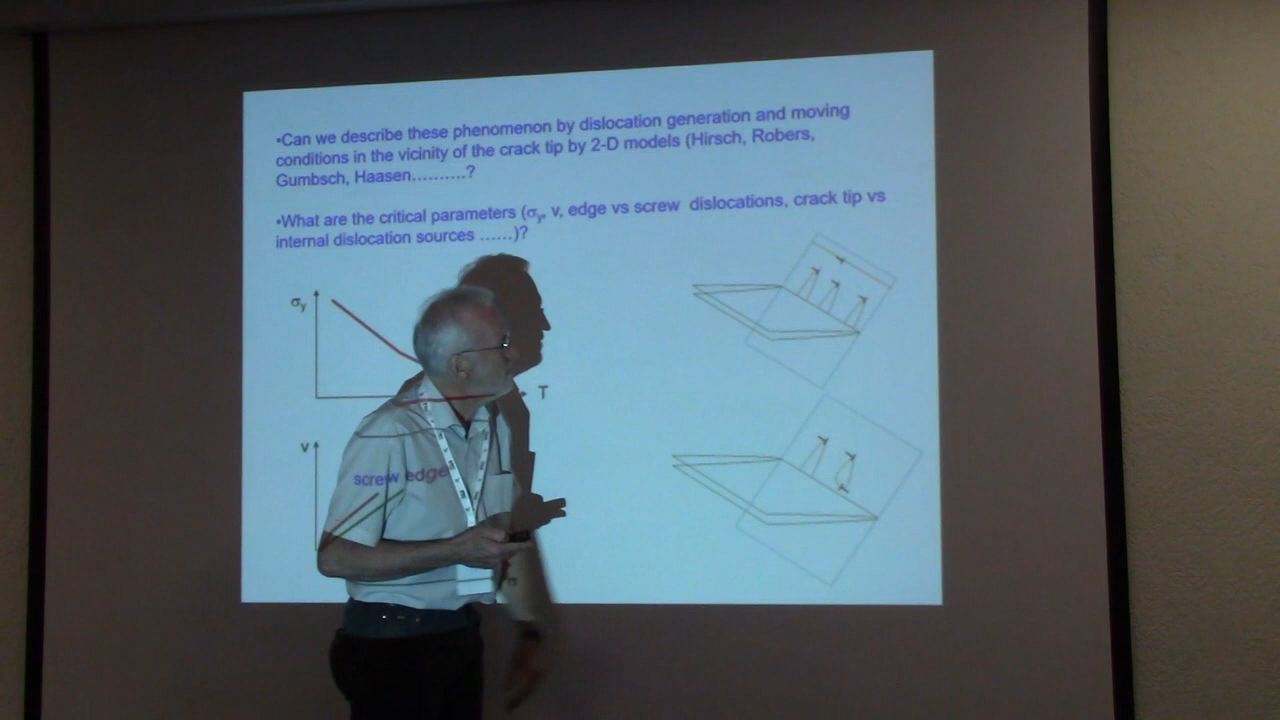 •Can we describe these phenomenon by dislocation generation and moving
conditions in the vicinity of the crack tip by 2-D models (Hirsch, Robers,
Gumbsch, Haasen..........?
•What are the critical parameters (σy, v, edge vs screw dislocations, crack tip vs
internal dislocation sources ......)?
σy
T
v
screw edge